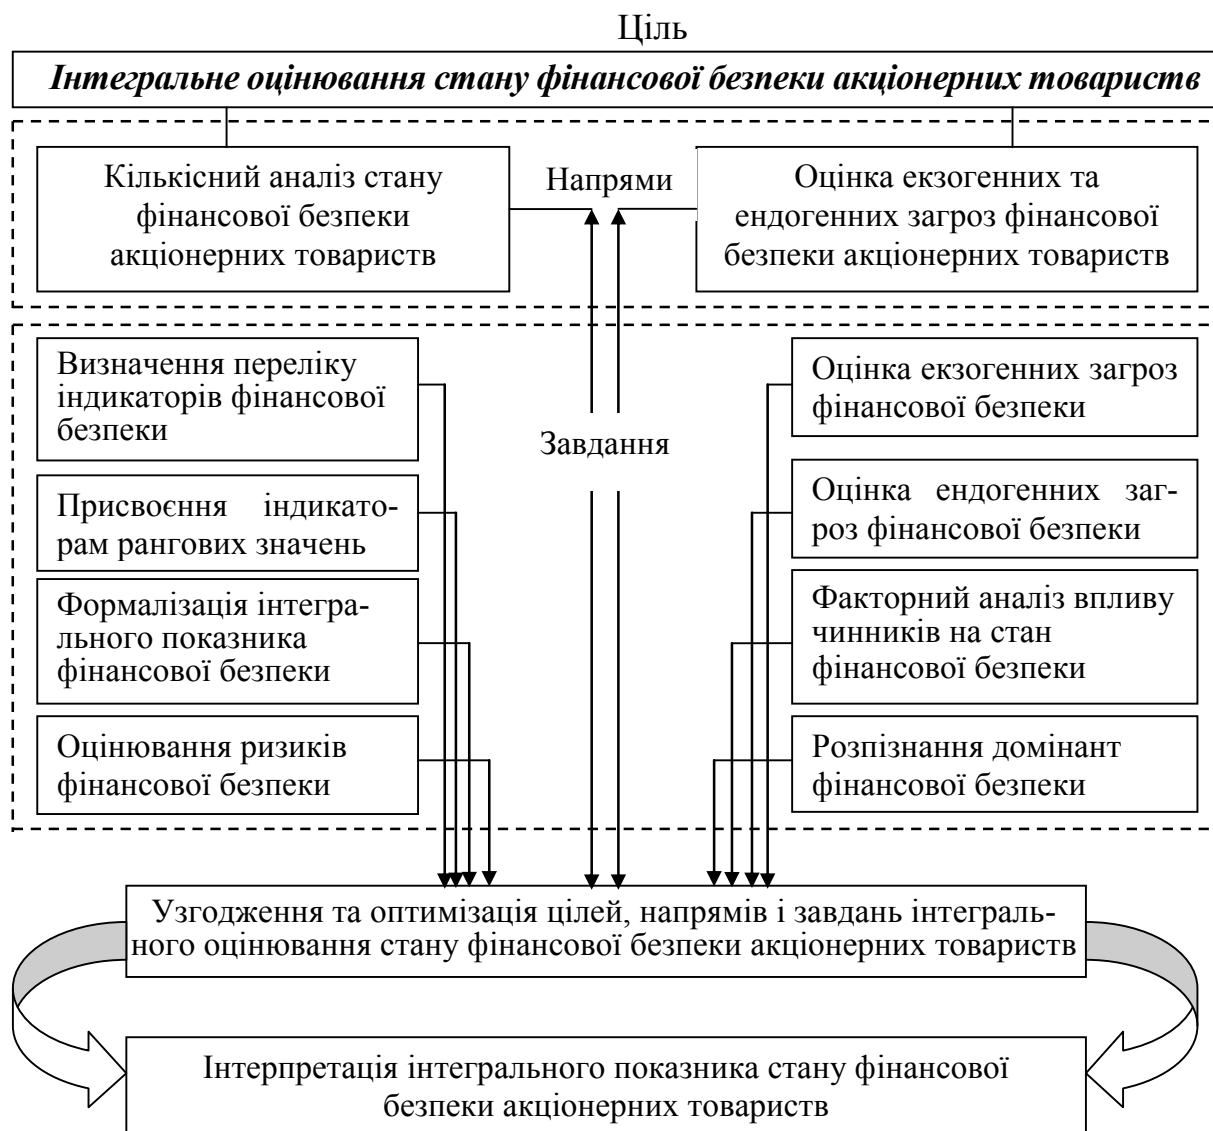 Ціль
Інтегральне оцінювання стану фінансової безпеки акціонерних товариств
Кількісний аналіз стану
фінансової безпеки
акціонерних товариств
Напрями
Оцінка екзогенних та
ендогенних загроз фінансової
безпеки акціонерних товариств
Визначення переліку
індикаторів фінансової
безпеки
Присвоєння індикато-
рам рангових значень
Формалізація інтегра-
льного показника
фінансової безпеки
Оцінювання ризиків
фінансової безпеки
Завдання
Оцінка екзогенних загроз
фінансової безпеки
Оцінка ендогенних заг-
роз фінансової безпеки
Факторний аналіз впливу
чинників на стан
фінансової безпеки
Розпізнання домінант
фінансової безпеки
Узгодження та оптимізація цілей, напрямів і завдань інтеграль-
ного оцінювання стану фінансової безпеки акціонерних товариств
Інтерпретація інтегрального показника стану фінансової
безпеки акціонерних товариств